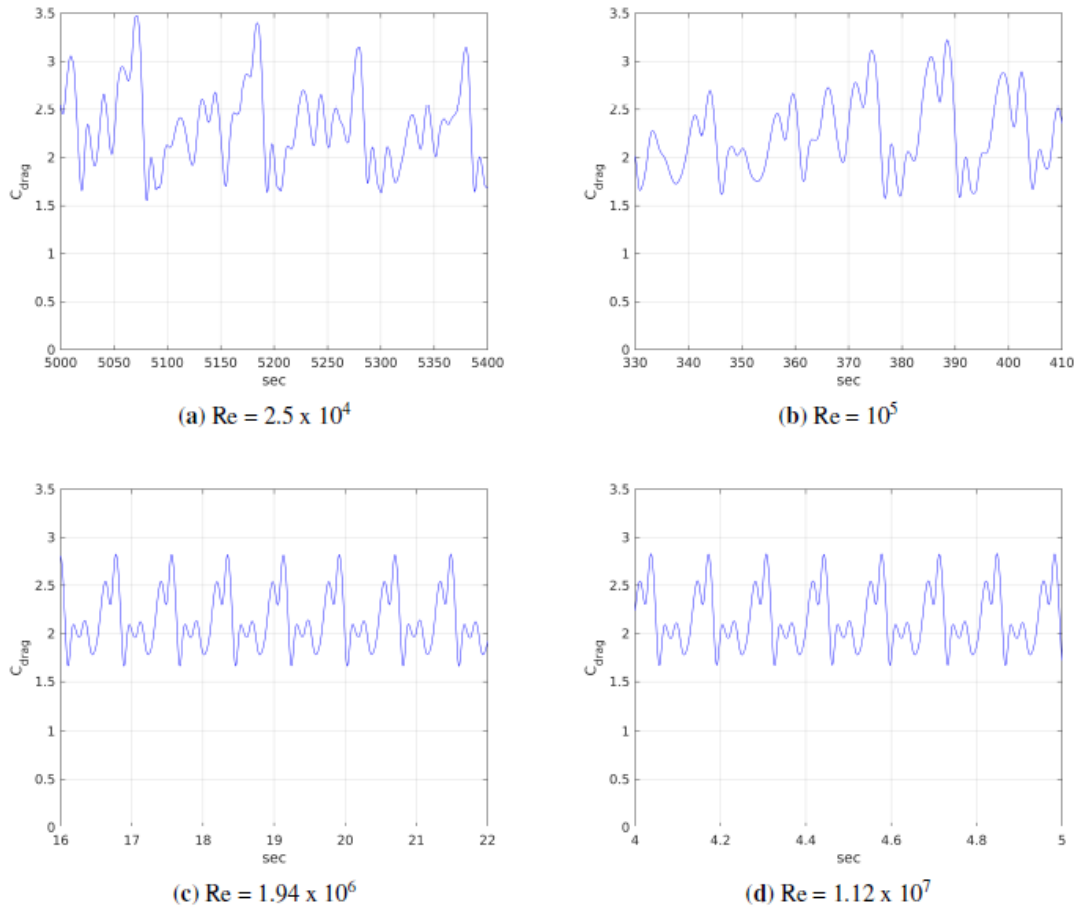 3.5
3
2.5
2
1.5
1
0.5
0
C_drag
5000 5050 5100 5150 5200 5250 5300 5350 5400
sec
(a) Re = 2.5 x 10^4
3.5
3
2.5
2
1.5
1
0.5
0
C_drag
330 340 350 360 370 380 390 400 410
sec
(b) Re = 10^5
3.5
3
2.5
2
1.5
1
0.5
0
C_drag
16 17 18 19 20 21 22
sec
(c) Re = 1.94 x 10^6
3.5
3
2.5
2
1.5
1
0.5
0
C_drag
4 4.2 4.4 4.6 4.8 5
sec
(d) Re = 1.12 x 10^7